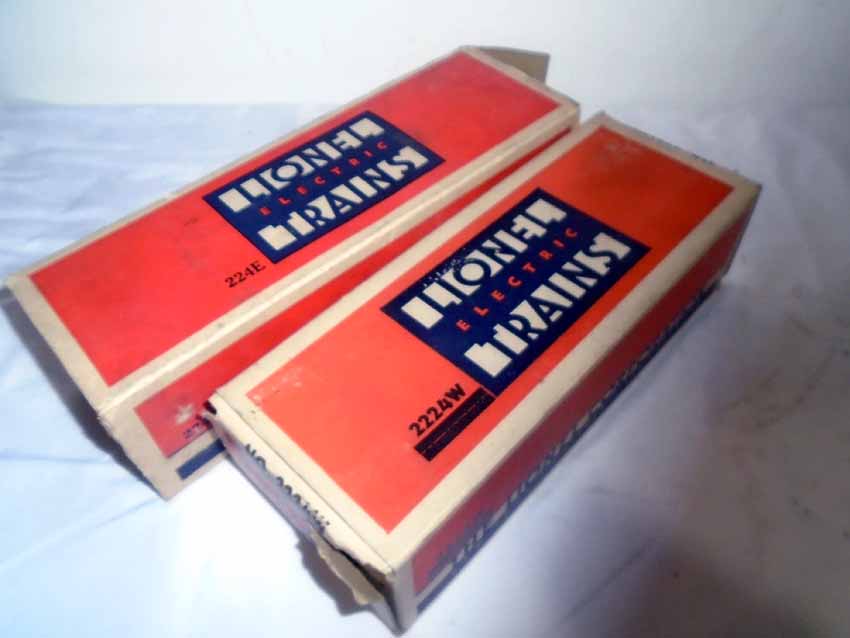 LIONEL
ELECTRIC
TRAINS
224E
LIONEL
ELECTRIC
TRAINS
2224W